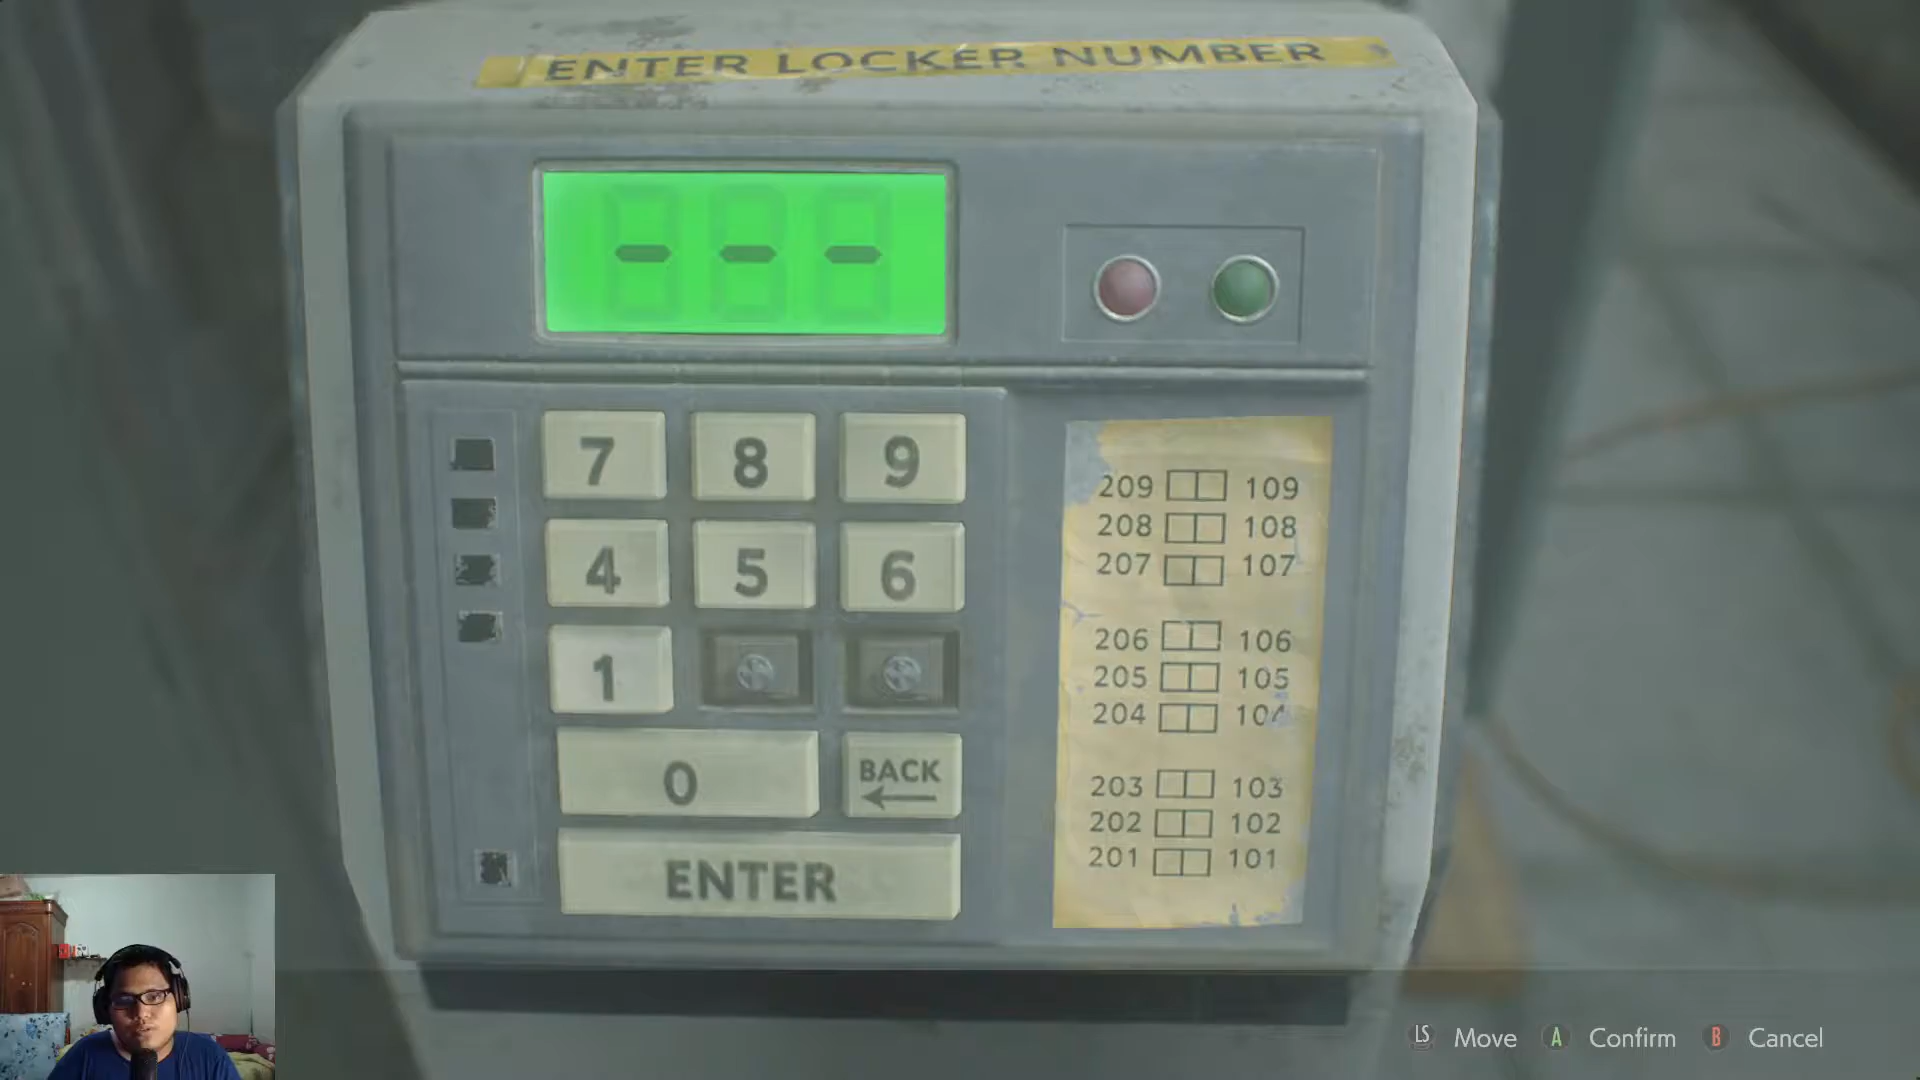 ENTER LOCKER NUMBER
7 8 9
4 5 6
1
0 BACK
ENTER
209 109
208 108
207 107
206 106
205 105
204 104
203 103
202 102
201 101
LS Move A Confirm B Cancel